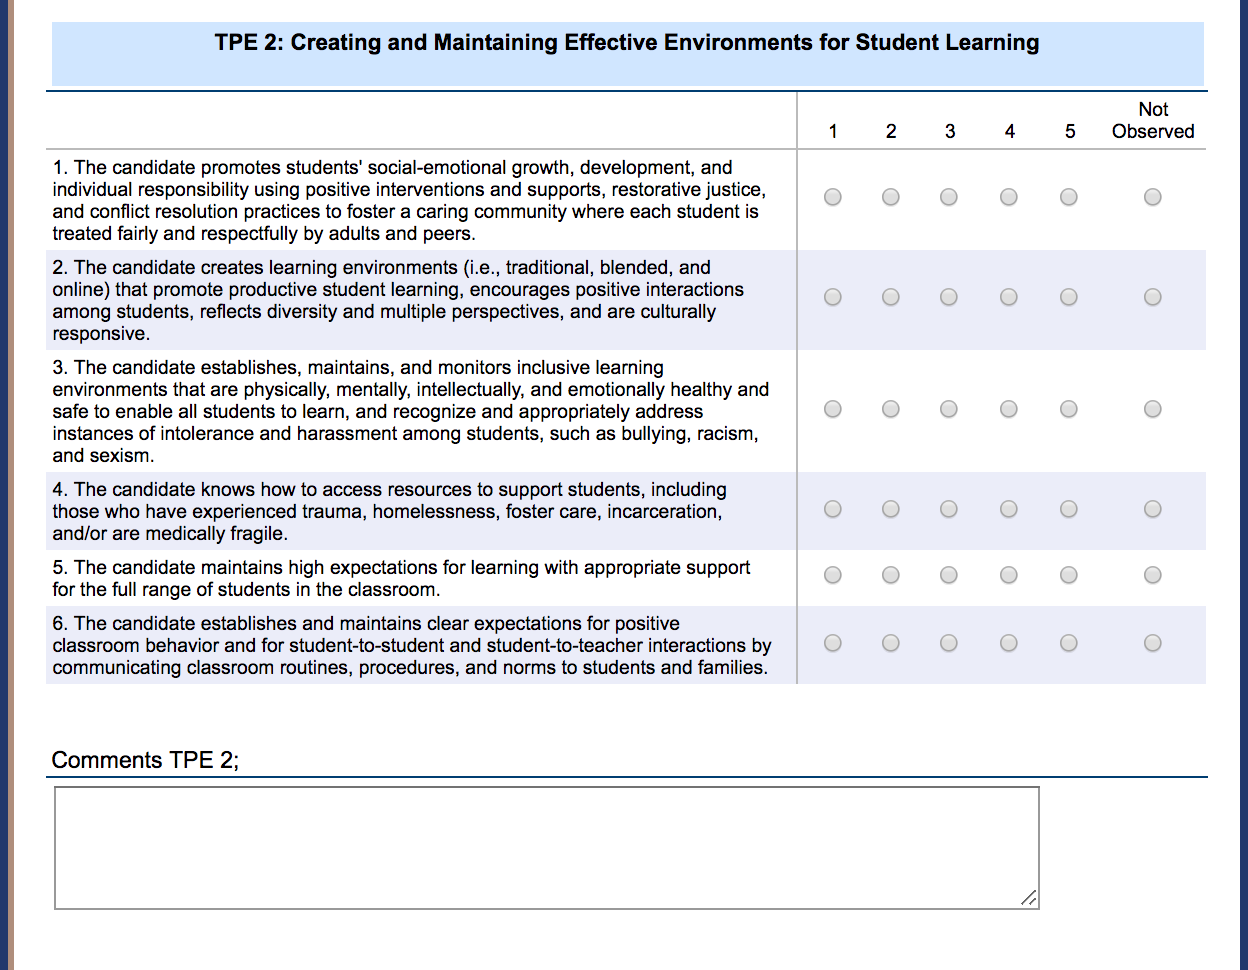 TPE 2: Creating and Maintaining Effective Environments for Student Learning
1 2 3 4 5 Not Observed
1. The candidate promotes students' social-emotional growth, development, and
individual responsibility using positive interventions and supports, restorative justice,
and conflict resolution practices to foster a caring community where each student is
treated fairly and respectfully by adults and peers.
2. The candidate creates learning environments (i.e., traditional, blended, and
online) that promote productive student learning, encourages positive interactions
among students, reflects diversity and multiple perspectives, and are culturally
responsive.
3. The candidate establishes, maintains, and monitors inclusive learning
environments that are physically, mentally, intellectually, and emotionally healthy and
safe to enable all students to learn, and recognize and appropriately address
instances of intolerance and harassment among students, such as bullying, racism,
and sexism.
4. The candidate knows how to access resources to support students, including
those who have experienced trauma, homelessness, foster care, incarceration,
and/or are medically fragile.
5. The candidate maintains high expectations for learning with appropriate support
for the full range of students in the classroom.
6. The candidate establishes and maintains clear expectations for positive
classroom behavior and for student-to-student and student-to-teacher interactions by
communicating classroom routines, procedures, and norms to students and families.
Comments TPE 2;